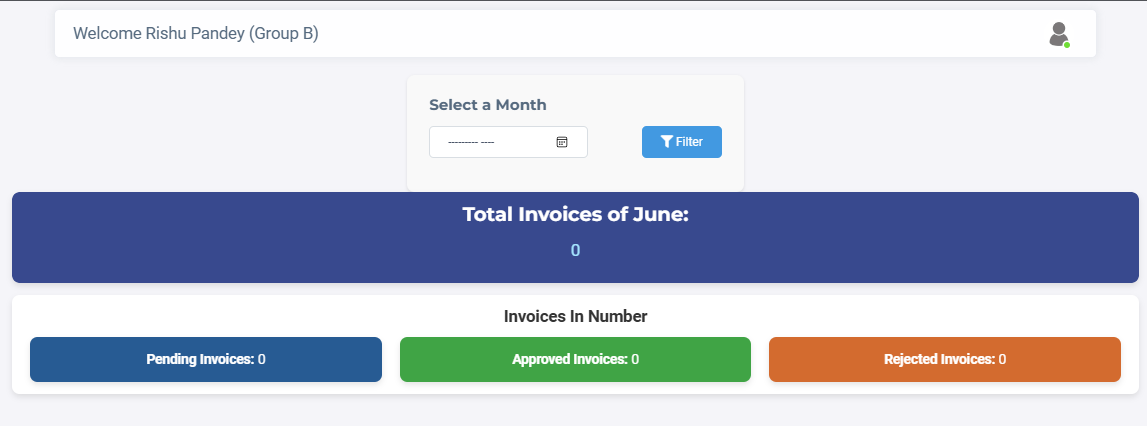 Welcome Rishu Pandey (Group B)
Select a Month
--------- ----
Filter
Total Invoices of June:
0
Invoices In Number
Pending Invoices: 0
Approved Invoices: 0
Rejected Invoices: 0